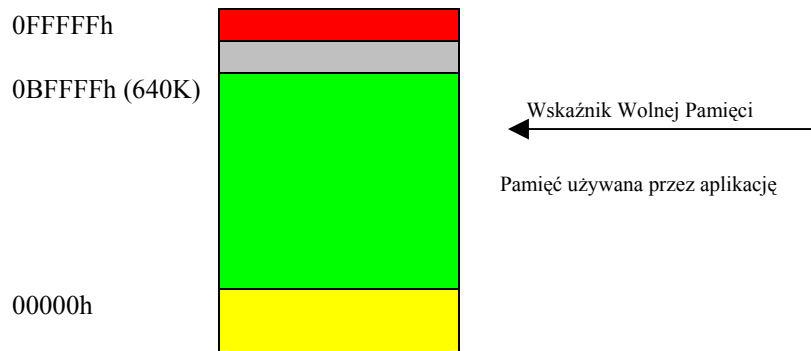 0FFFFFh
0BFFFFh (640K)
Wskaźnik Wolnej Pamięci
Pamięć używana przez aplikację
00000h